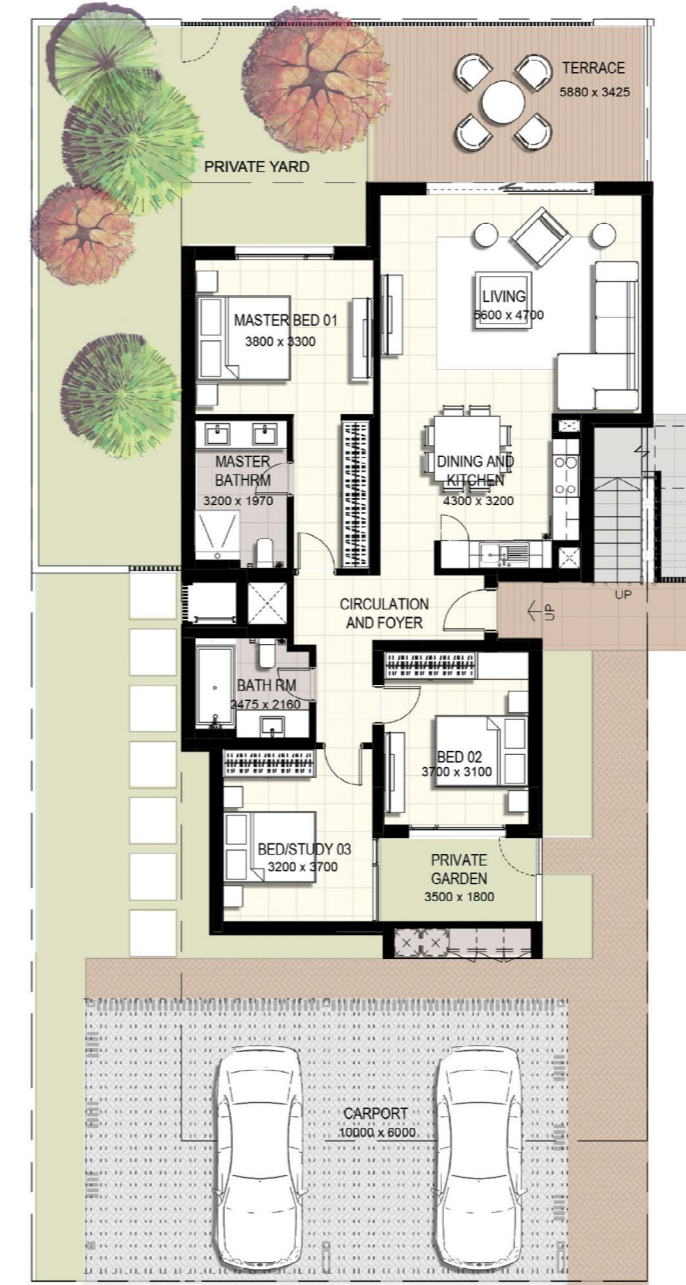 TERRACE
5880 x 3425
PRIVATE YARD
LIVING
5600 x 4700
MASTER BED 01
3800 x 3300
MASTER
BATHRM
3200 x 1970
DINING AND
KITCHEN
4300 x 3200
UP
UP
CIRCULATION
AND FOYER
BATH RM
2475 x 2160
BED 02
3700 x 3100
BED/STUDY 03
3200 x 3700
PRIVATE
GARDEN
3500 x 1800
CARPORT
10000 x 6000